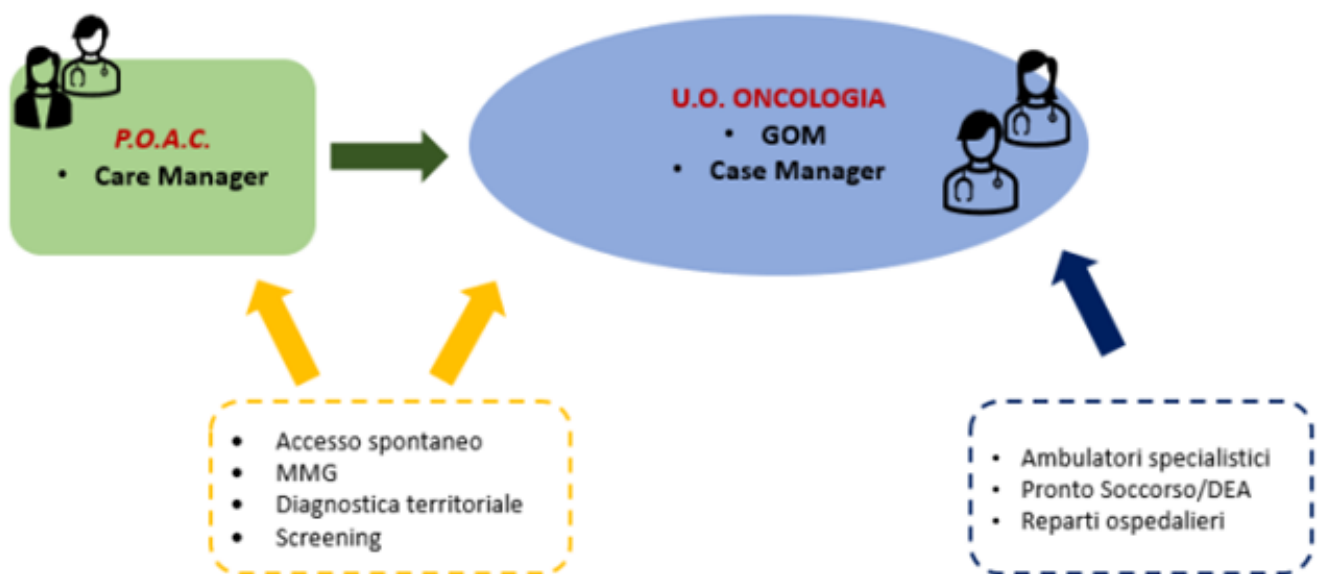 P.O.A.C.
• Care Manager
U.O. ONCOLOGIA
• GOM
• Case Manager
• Accesso spontaneo
• MMG
• Diagnostica territoriale
• Screening
• Ambulatori specialistici
• Pronto Soccorso/DEA
• Reparti ospedalieri